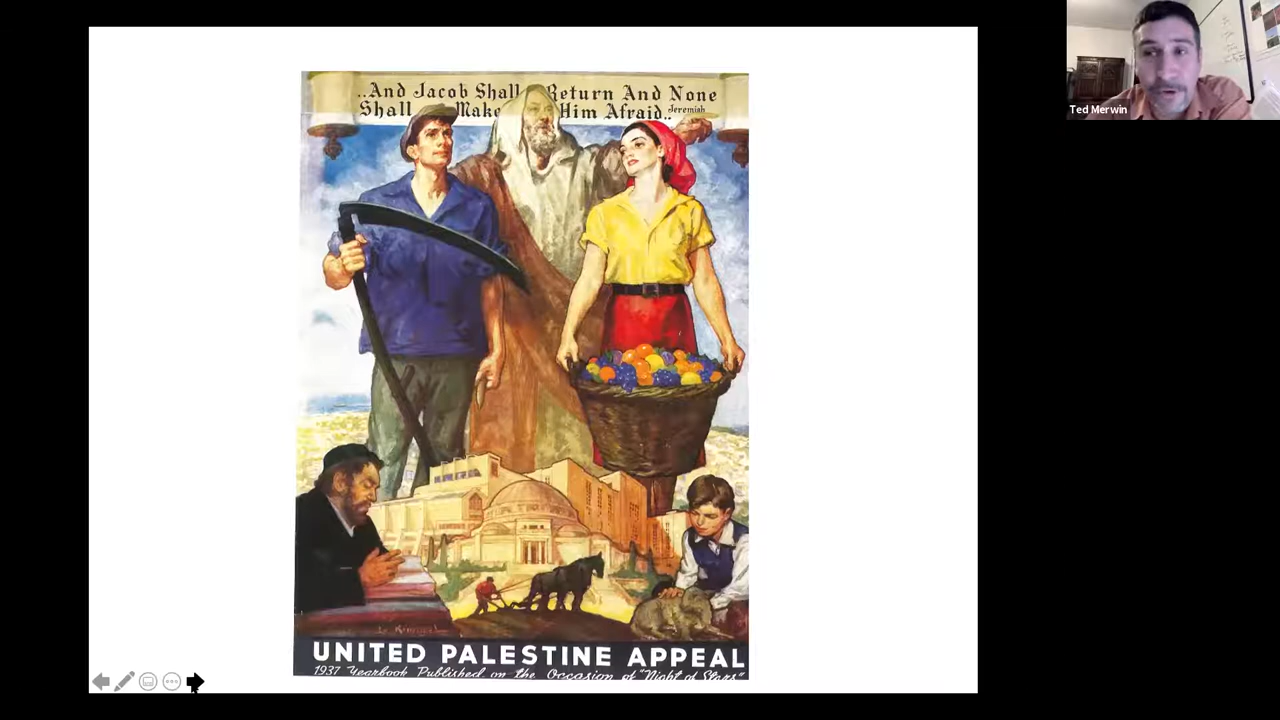 ..And Jacob Shall Return And None
Shall Make Him Afraid..Jeremiah
Ted Merwin
UNITED PALESTINE APPEAL
1937 Yearbook Published on the Occasion of "Night of Stars"